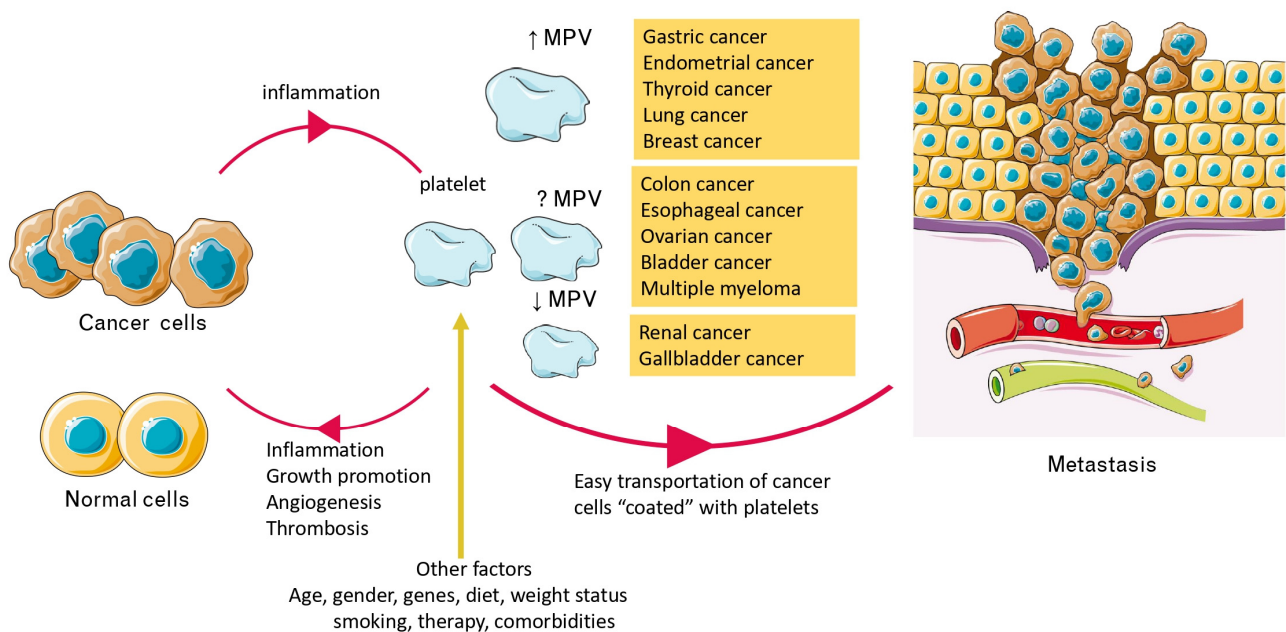 inflammation
Cancer cells
Normal cells
platelet
Inflammation
Growth promotion
Angiogenesis
Thrombosis
Other factors
Age, gender, genes, diet, weight status
smoking, therapy, comorbidities
↑ MPV
Gastric cancer
Endometrial cancer
Thyroid cancer
Lung cancer
Breast cancer
? MPV
Colon cancer
Esophageal cancer
Ovarian cancer
Bladder cancer
Multiple myeloma
↓ MPV
Renal cancer
Gallbladder cancer
Easy transportation of cancer
cells “coated” with platelets
Metastasis